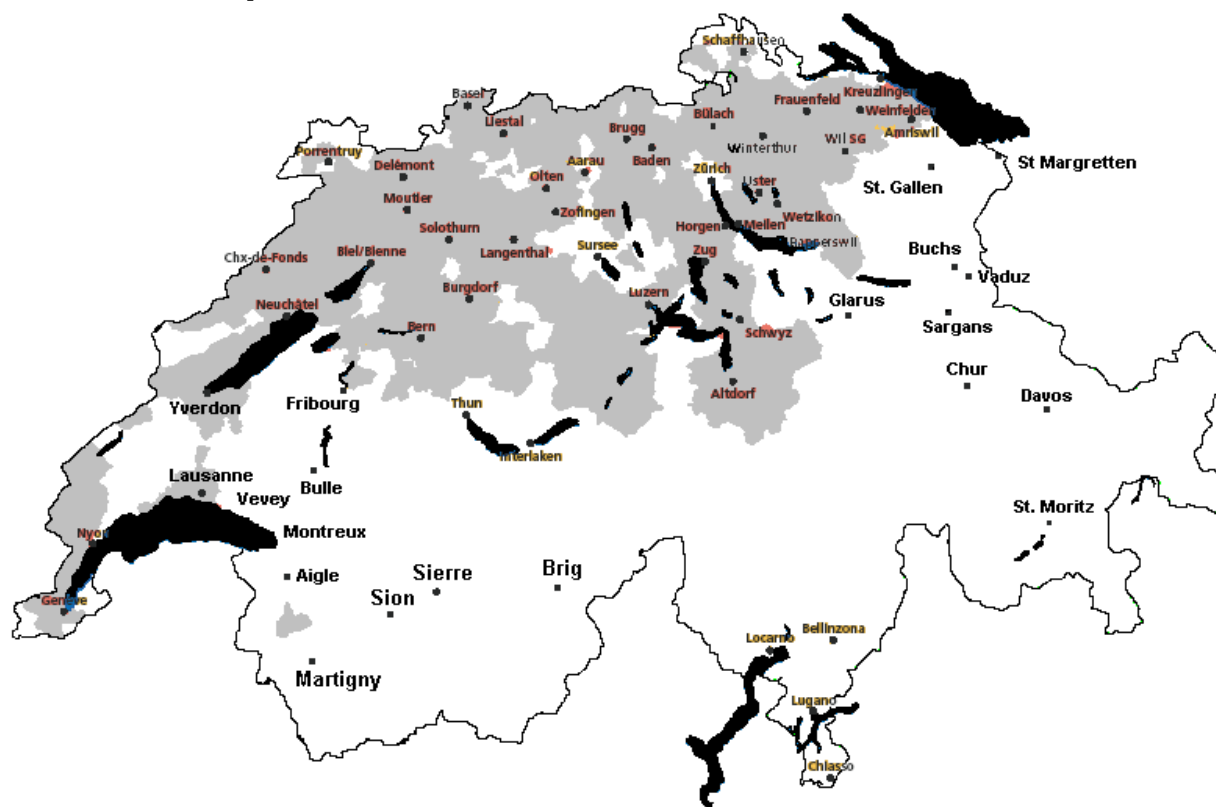 Schaffhausen
Kreuzlingen
Basel
Frauenfeld
Weinfelden
Bülach
Amriswil
Liestal
Brugg
Wil SG
Winterthur
Porrentruy
Aarau
Baden
St Margretten
Delémont
Zürich
St. Gallen
Olten
Uster
Moutier
Zofingen
Wetzikon
Solothurn
Horgen
Meilen
Rapperswil
Chx-de-Fonds
Biel/Bienne
Langenthal
Sursee
Zug
Buchs
Vaduz
Burgdorf
Luzern
Glarus
Neuchâtel
Bern
Schwyz
Sargans
Chur
Altdorf
Yverdon
Fribourg
Thun
Davos
Interlaken
Lausanne
Bulle
Vevey
St. Moritz
Nyon
Montreux
Aigle
Sierre
Brig
Sion
Genève
Bellinzona
Locarno
Martigny
Lugano
Chiasso